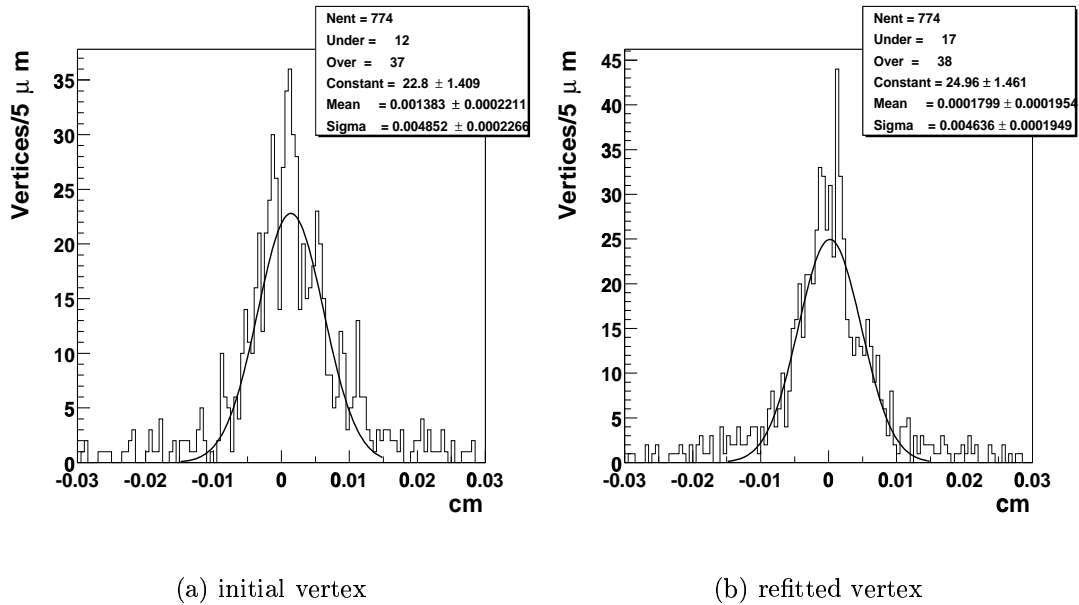 Nent = 774
Under = 12
Over = 37
Constant = 22.8 ± 1.409
Mean = 0.001383 ± 0.0002211
Sigma = 0.004852 ± 0.0002266
Vertices/5 μ m
35
30
25
20
15
10
5
0
-0.03 -0.02 -0.01 0 0.01 0.02 0.03
cm
(a) initial vertex
Nent = 774
Under = 17
Over = 38
Constant = 24.96 ± 1.461
Mean = 0.0001799 ± 0.0001954
Sigma = 0.004636 ± 0.0001949
Vertices/5 μ m
45
40
35
30
25
20
15
10
5
0
-0.03 -0.02 -0.01 0 0.01 0.02 0.03
cm
(b) refitted vertex